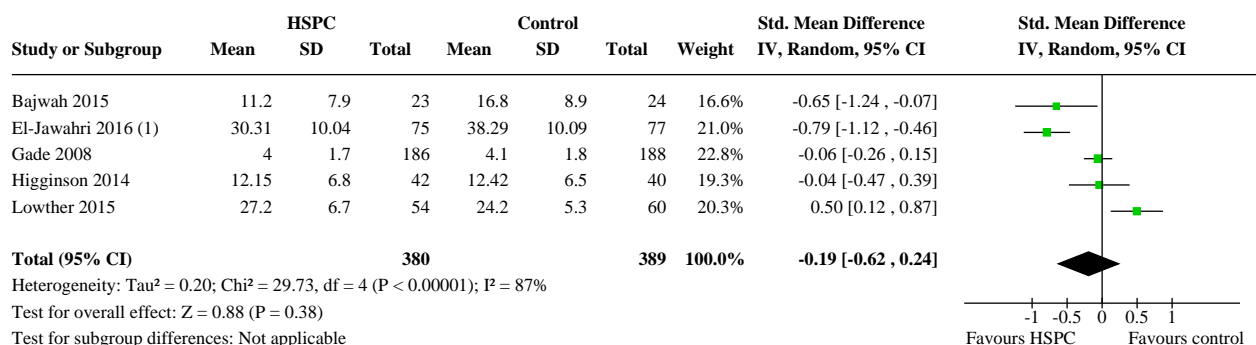 HSPC Control Std. Mean Difference Std. Mean Difference
Study or Subgroup Mean SD Total Mean SD Total Weight IV, Random, 95% CI IV, Random, 95% CI
Bajwah 2015 11.2 7.9 23 16.8 8.9 24 16.6% -0.65 [-1.24 , -0.07]
El-Jawahri 2016 (1) 30.31 10.04 75 38.29 10.09 77 21.0% -0.79 [-1.12 , -0.46]
Gade 2008 4 1.7 186 4.1 1.8 188 22.8% -0.06 [-0.26 , 0.15]
Higginson 2014 12.15 6.8 42 12.42 6.5 40 19.3% -0.04 [-0.47 , 0.39]
Lowther 2015 27.2 6.7 54 24.2 5.3 60 20.3% 0.50 [0.12 , 0.87]
Total (95% CI) 380 389 100.0% -0.19 [-0.62 , 0.24]
Heterogeneity: Tau² = 0.20; Chi² = 29.73, df = 4 (P < 0.00001); I² = 87%
Test for overall effect: Z = 0.88 (P = 0.38) -1 -0.5 0 0.5 1
Test for subgroup differences: Not applicable Favours HSPC Favours control